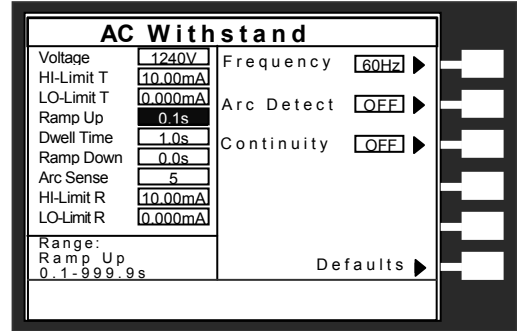 AC Withstand
Voltage 1240V
HI-Limit T 10.00mA
LO-Limit T 0.000mA
Ramp Up 0.1s
Dwell Time 1.0s
Ramp Down 0.0s
Arc Sense 5
HI-Limit R 10.00mA
LO-Limit R 0.000mA
Range:
Ramp Up
0.1-999.9s
Frequency 60Hz
Arc Detect OFF
Continuity OFF
Defaults